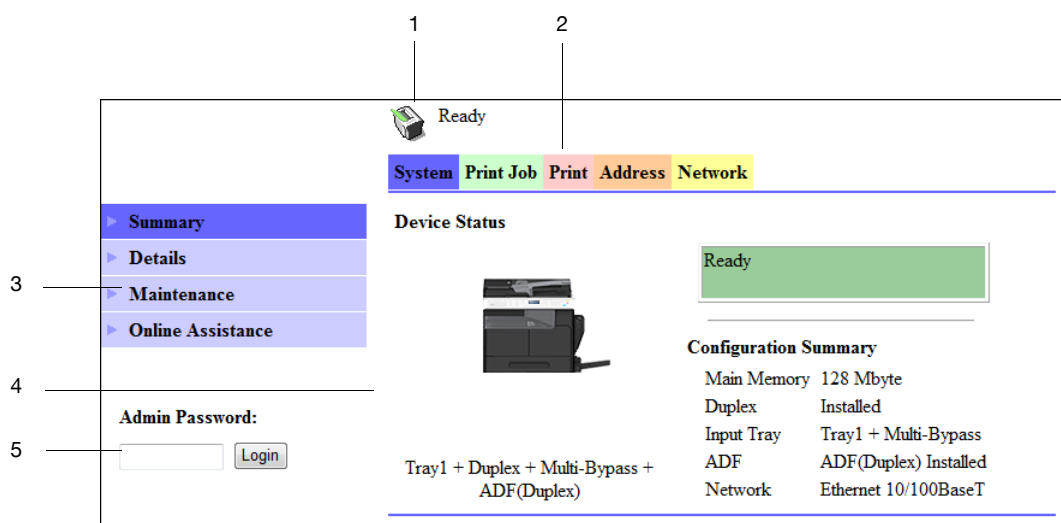 1
2
Ready
System Print Job Print Address Network
Summary
Details
Maintenance
Online Assistance
3
4
Admin Password:
5
Login
Device Status
Tray1 + Duplex + Multi-Bypass +
ADF(Duplex)
Ready
Configuration Summary
Main Memory 128 Mbyte
Duplex Installed
Input Tray Tray1 + Multi-Bypass
ADF ADF(Duplex) Installed
Network Ethernet 10/100BaseT